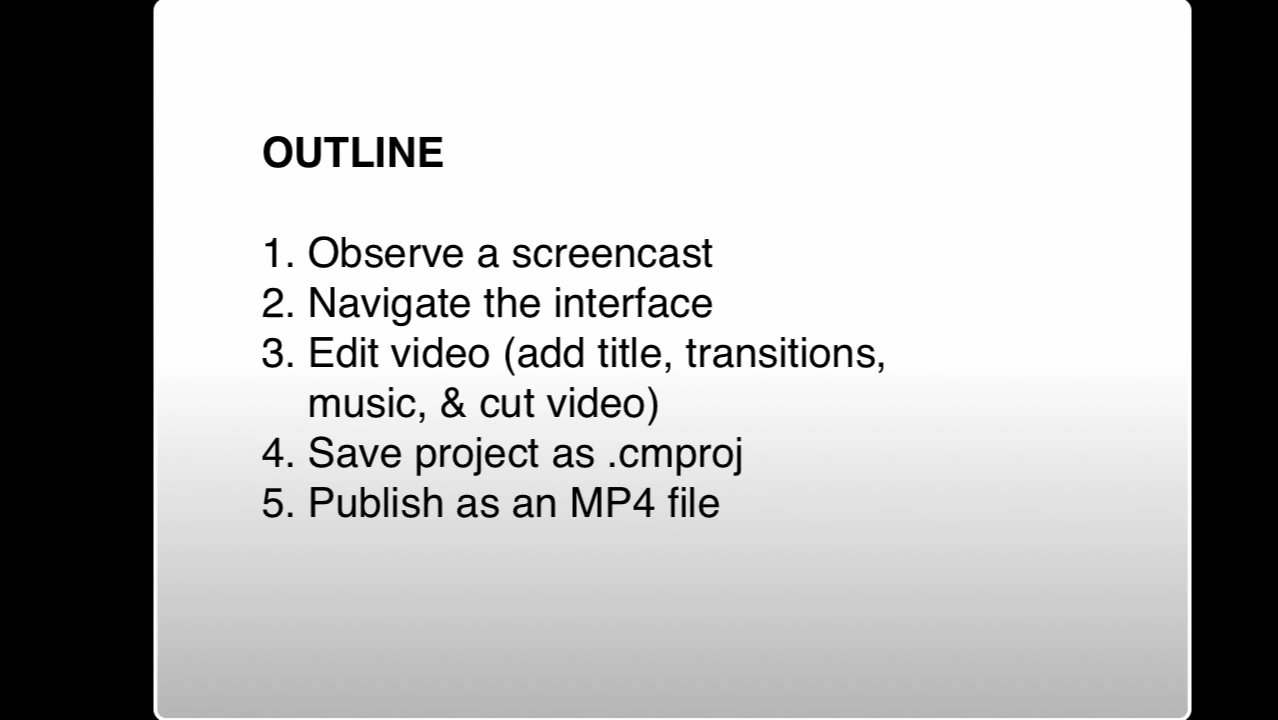 OUTLINE
1. Observe a screencast
2. Navigate the interface
3. Edit video (add title, transitions,
music, & cut video)
4. Save project as .cmproj
5. Publish as an MP4 file